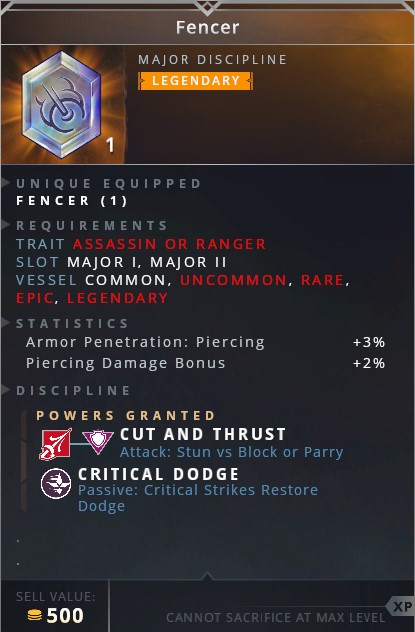 Fencer
MAJOR DISCIPLINE
LEGENDARY
1
UNIQUE EQUIPPED
FENCER (1)
REQUIREMENTS
TRAIT ASSASSIN OR RANGER
SLOT MAJOR I, MAJOR II
VESSEL COMMON, UNCOMMON, RARE,
EPIC, LEGENDARY
STATISTICS
Armor Penetration: Piercing +3%
Piercing Damage Bonus +2%
DISCIPLINE
POWERS GRANTED
CUT AND THRUST
Attack: Stun vs Block or Parry
CRITICAL DODGE
Passive: Critical Strikes Restore
Dodge
.
.
SELL VALUE:
500
XP
CANNOT SACRIFICE AT MAX LEVEL